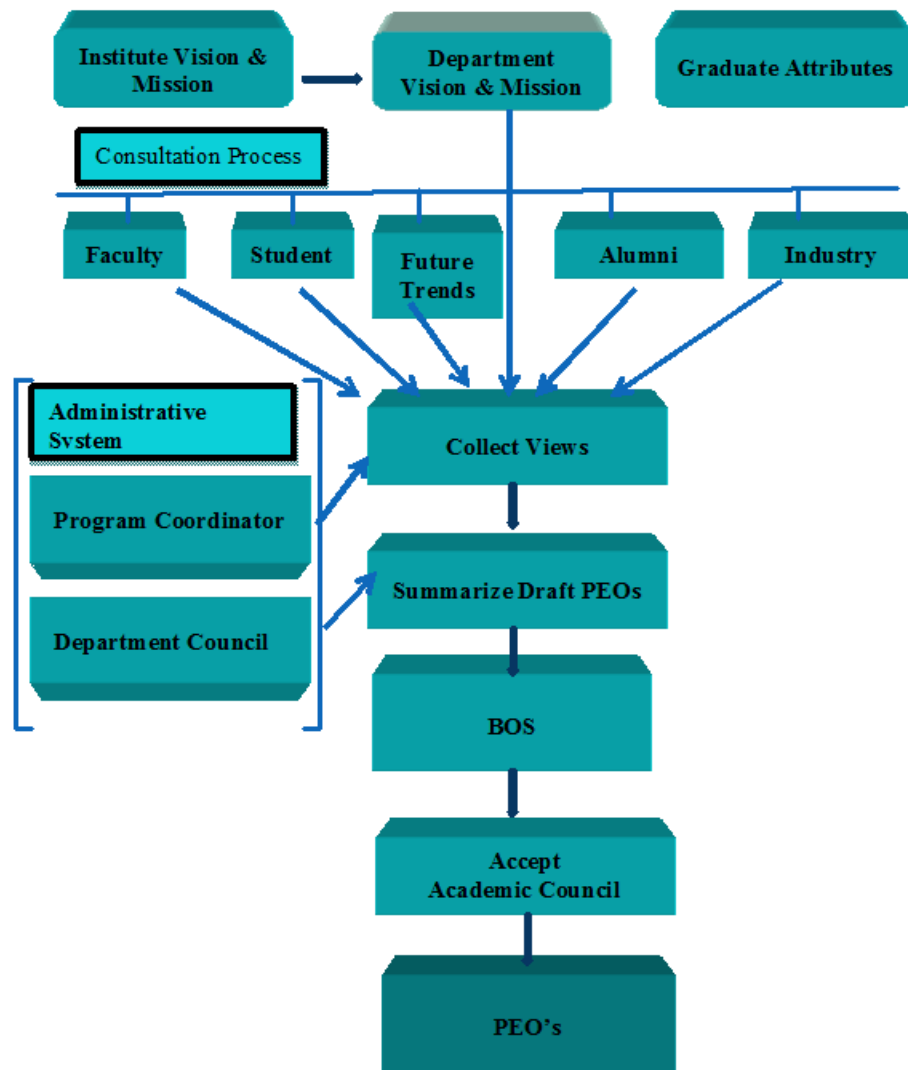 Institute Vision &
Mission
Department
Vision & Mission
Graduate Attributes
Consultation Process
Faculty
Student
Future
Trends
Alumni
Industry
Administrative
System
Collect Views
Program Coordinator
Summarize Draft PEOs
Department Council
BOS
Accept
Academic Council
PEO’s